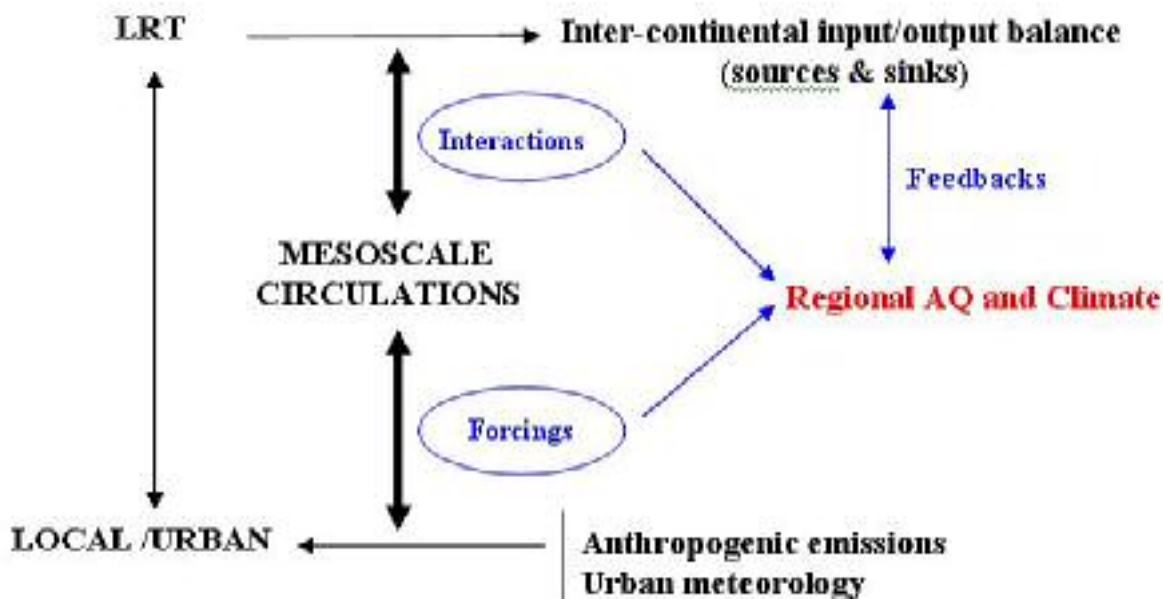 LRT
Inter-continental input/output balance
(sources & sinks)
Interactions
Feedbacks
MESOSCALE
CIRCULATIONS
Regional AQ and Climate
Forcings
LOCAL /URBAN
Anthropogenic emissions
Urban meteorology